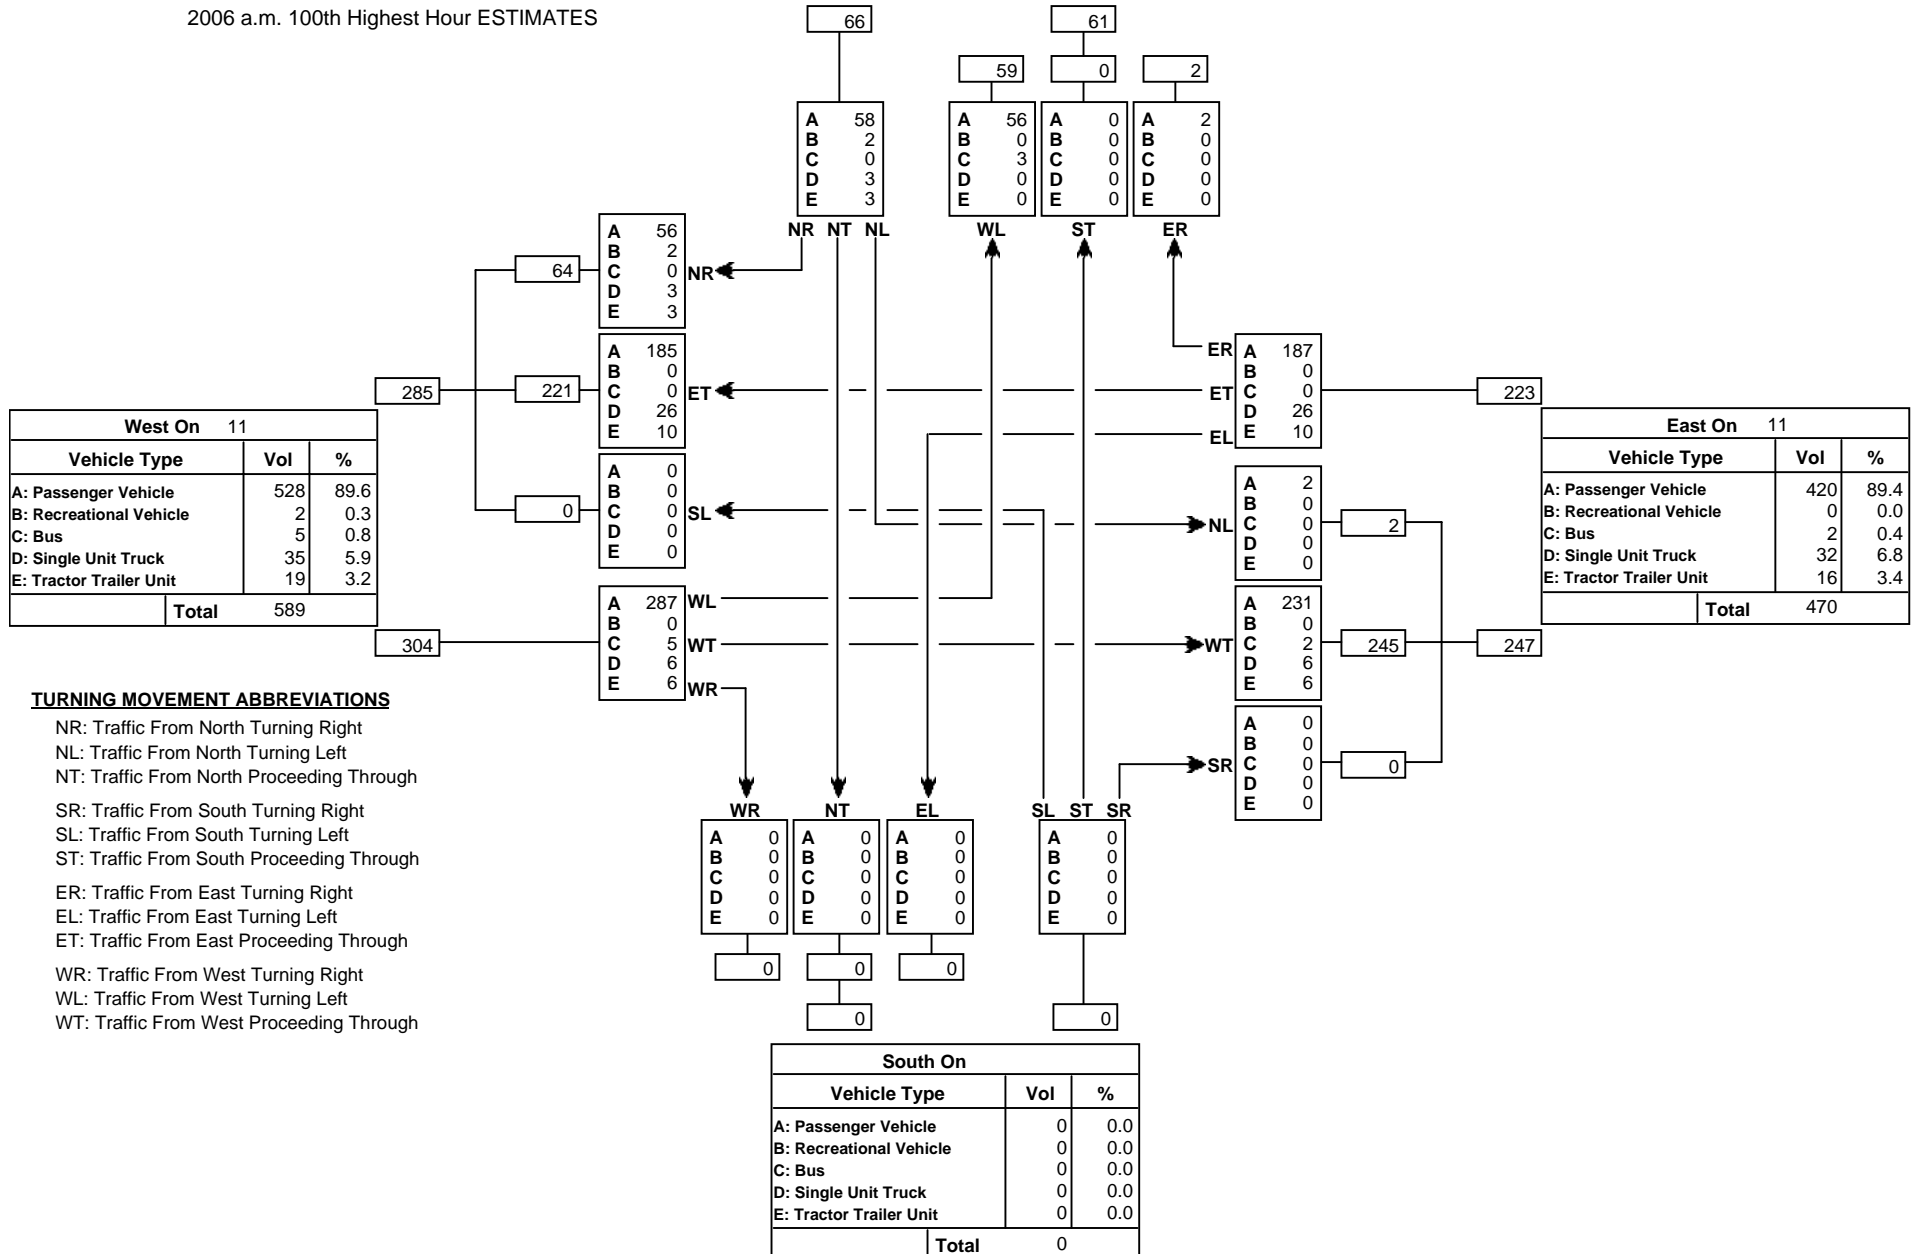 2006 a.m. 100th Highest Hour ESTIMATES
66
61
59
0
2
A 58
B 2
C 0
D 3
E 3
A 56
B 0
C 3
D 0
E 0
A 0
B 0
C 0
D 0
E 0
A 2
B 0
C 0
D 0
E 0
NR NT NL
WL
ST
ER
64
A 56
B 2
C 0
D 3
E 3
NR
285
221
A 185
B 0
C 0
D 26
E 10
ET
0
A 0
B 0
C 0
D 0
E 0
SL
304
A 287
B 0
C 5
D 6
E 6
WL
WT
WR
West On 11
Vehicle Type Vol %
A: Passenger Vehicle 528 89.6
B: Recreational Vehicle 2 0.3
C: Bus 5 0.8
D: Single Unit Truck 35 5.9
E: Tractor Trailer Unit 19 3.2
Total 589
ER
ET
EL
A 187
B 0
C 0
D 26
E 10
223
NL
A 2
B 0
C 0
D 0
E 0
2
WT
A 231
B 0
C 2
D 6
E 6
245
247
SR
A 0
B 0
C 0
D 0
E 0
0
East On 11
Vehicle Type Vol %
A: Passenger Vehicle 420 89.4
B: Recreational Vehicle 0 0.0
C: Bus 2 0.4
D: Single Unit Truck 32 6.8
E: Tractor Trailer Unit 16 3.4
Total 470
TURNING MOVEMENT ABBREVIATIONS
NR: Traffic From North Turning Right
NL: Traffic From North Turning Left
NT: Traffic From North Proceeding Through
SR: Traffic From South Turning Right
SL: Traffic From South Turning Left
ST: Traffic From South Proceeding Through
ER: Traffic From East Turning Right
EL: Traffic From East Turning Left
ET: Traffic From East Proceeding Through
WR: Traffic From West Turning Right
WL: Traffic From West Turning Left
WT: Traffic From West Proceeding Through
WR
NT
EL
SL ST SR
A 0
B 0
C 0
D 0
E 0
A 0
B 0
C 0
D 0
E 0
A 0
B 0
C 0
D 0
E 0
A 0
B 0
C 0
D 0
E 0
0
0
0
0
0
South On
Vehicle Type Vol %
A: Passenger Vehicle 0 0.0
B: Recreational Vehicle 0 0.0
C: Bus 0 0.0
D: Single Unit Truck 0 0.0
E: Tractor Trailer Unit 0 0.0
Total 0